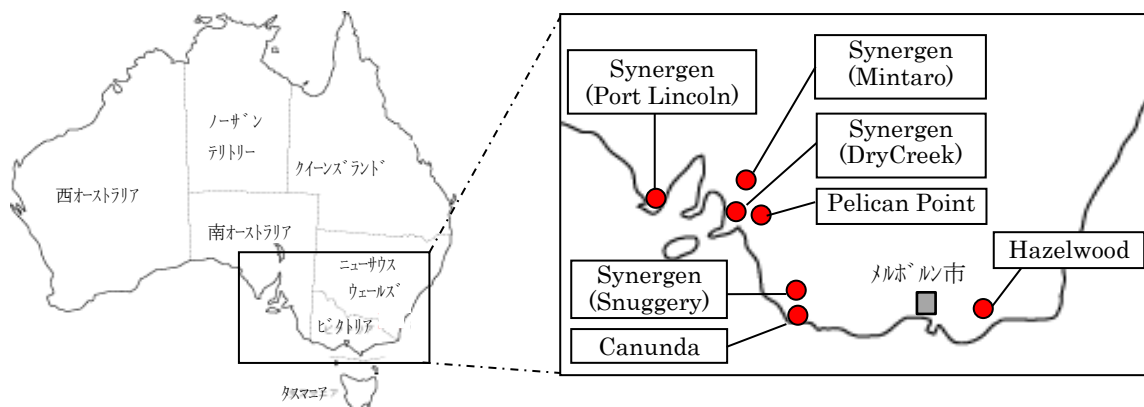 ﾉｰｻﾞﾝ
ﾃﾘﾄﾘｰ
ｸｲｰﾝｽﾞﾗﾝﾄﾞ
西ｵｰｽﾄﾗﾘｱ
南ｵｰｽﾄﾗﾘｱ
ﾆｭｰｻｳｽ
ｳｪｰﾙｽﾞ
ﾋﾞｸﾄﾘｱ
ﾀｽﾏﾆｱ
Synergen
(Port Lincoln)
Synergen
(Mintaro)
Synergen
(DryCreek)
Pelican Point
Hazelwood
ﾒﾙﾎﾞﾙﾝ市
Synergen
(Snuggery)
Canunda